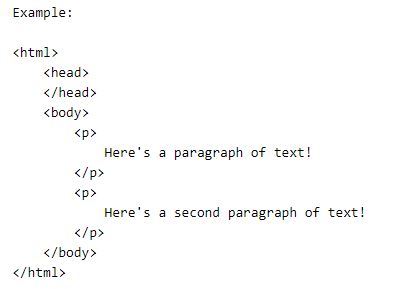 Example:

<html>
    <head>
    </head>
    <body>
        <p>
            Here's a paragraph of text!
        </p>
        <p>
            Here's a second paragraph of text!
        </p>
    </body>
</html>